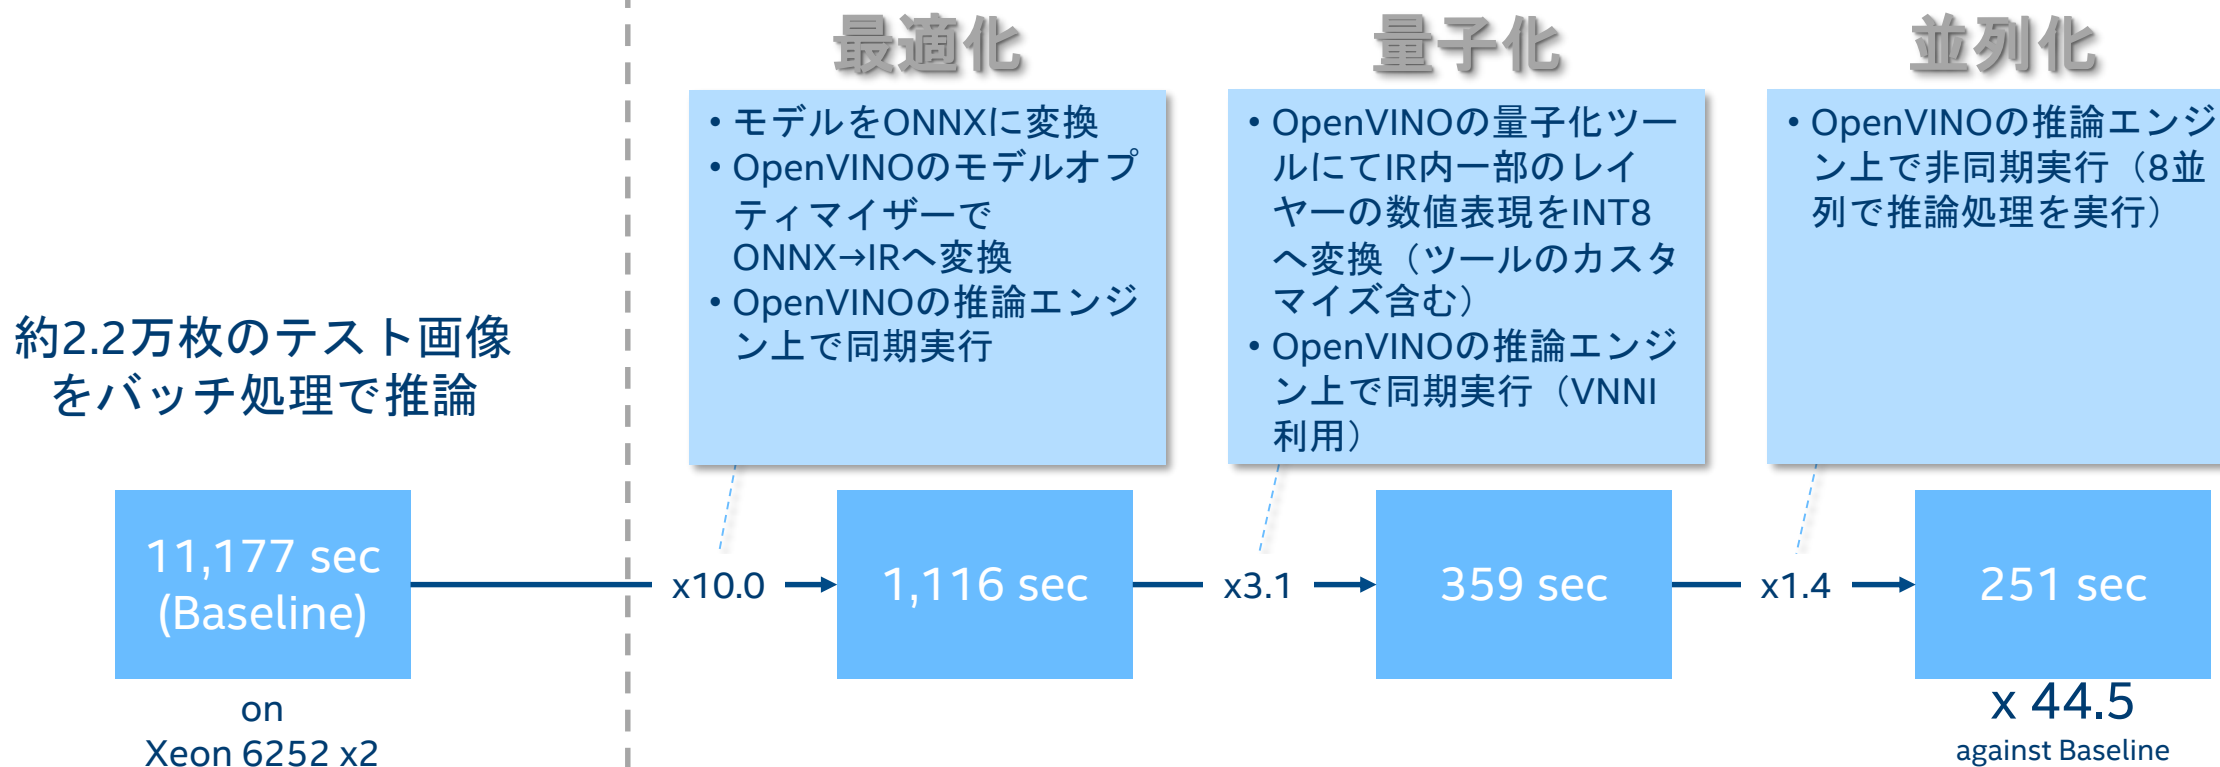 約2.2万枚のテスト画像
をバッチ処理で推論
11,177 sec
(Baseline)
on
Xeon 6252 x2
最適化
• モデルをONNXに変換
• OpenVINOのモデルオプ
ティマイザーで
ONNX→IRへ変換
• OpenVINOの推論エンジ
ン上で同期実行
x10.0
1,116 sec
量子化
• OpenVINOの量子化ツー
ルにてIR内一部のレイ
ヤーの数値表現をINT8
へ変換（ツールのカスタ
マイズ含む）
• OpenVINOの推論エンジ
ン上で同期実行（VNNI
利用）
x3.1
359 sec
並列化
• OpenVINOの推論エンジ
ン上で非同期実行（8並
列で推論処理を実行）
x1.4
251 sec
x 44.5
against Baseline